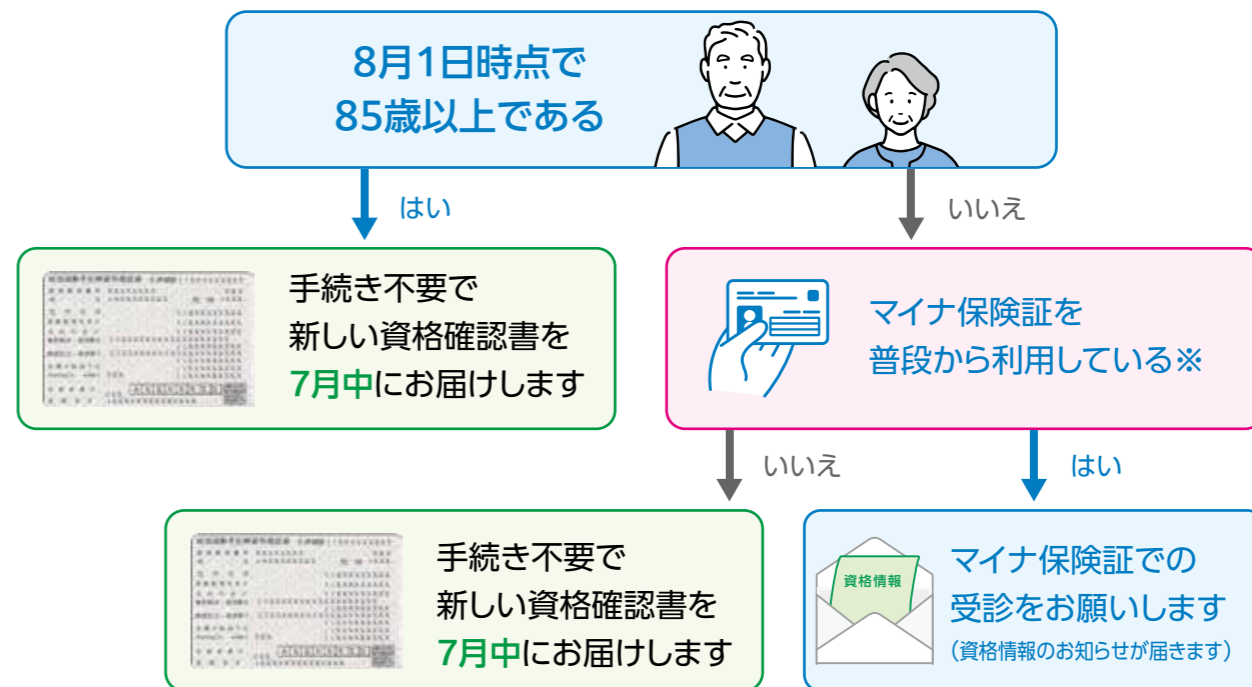 8月1日時点で
85歳以上である
はい
いいえ
手続き不要で
新しい資格確認書を
7月中にお届けします
マイナ保険証を
普段から利用している※
いいえ
はい
手続き不要で
新しい資格確認書を
7月中にお届けします
資格情報
マイナ保険証での
受診をお願いします
(資格情報のお知らせが届きます)